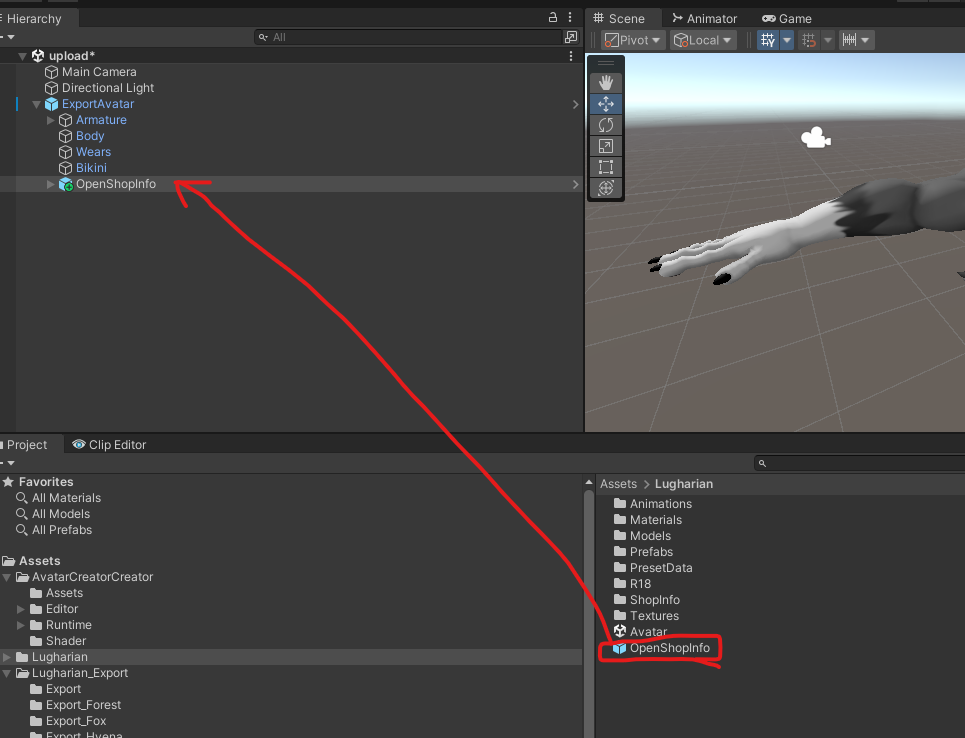 Hierarchy
All
Scene
Animator
Game
Pivot
Local
upload*
Main Camera
Directional Light
ExportAvatar
Armature
Body
Wears
Bikini
OpenShopInfo
Project
Clip Editor
Favorites
All Materials
All Models
All Prefabs
Assets
AvatarCreatorCreator
Assets
Editor
Runtime
Shader
Lugharian
Lugharian_Export
Export
Export_Forest
Export_Fox
Export_Hyena
Assets > Lugharian
Animations
Materials
Models
Prefabs
PresetData
R18
ShopInfo
Textures
Avatar
OpenShopInfo